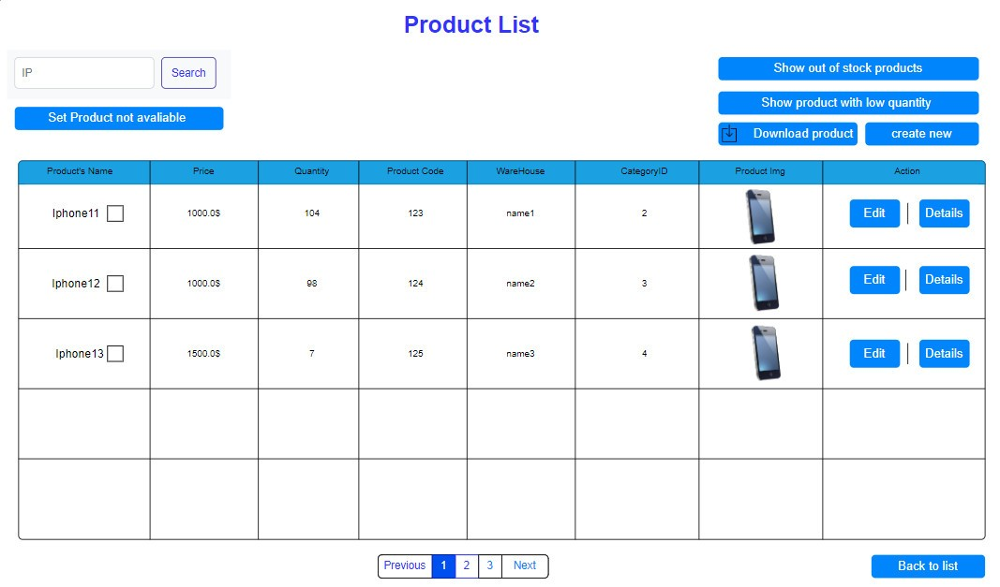 Product List
IP
Search
Show out of stock products
Show product with low quantity
Set Product not avaliable
Download product
create new
Product's Name Price Quantity Product Code WareHouse CategoryID Product Img Action
Iphone11 1000.0$ 104 123 name1 2 Edit | Details
Iphone12 1000.0$ 98 124 name2 3 Edit | Details
Iphone13 1500.0$ 7 125 name3 4 Edit | Details
Previous 1 2 3 Next
Back to list